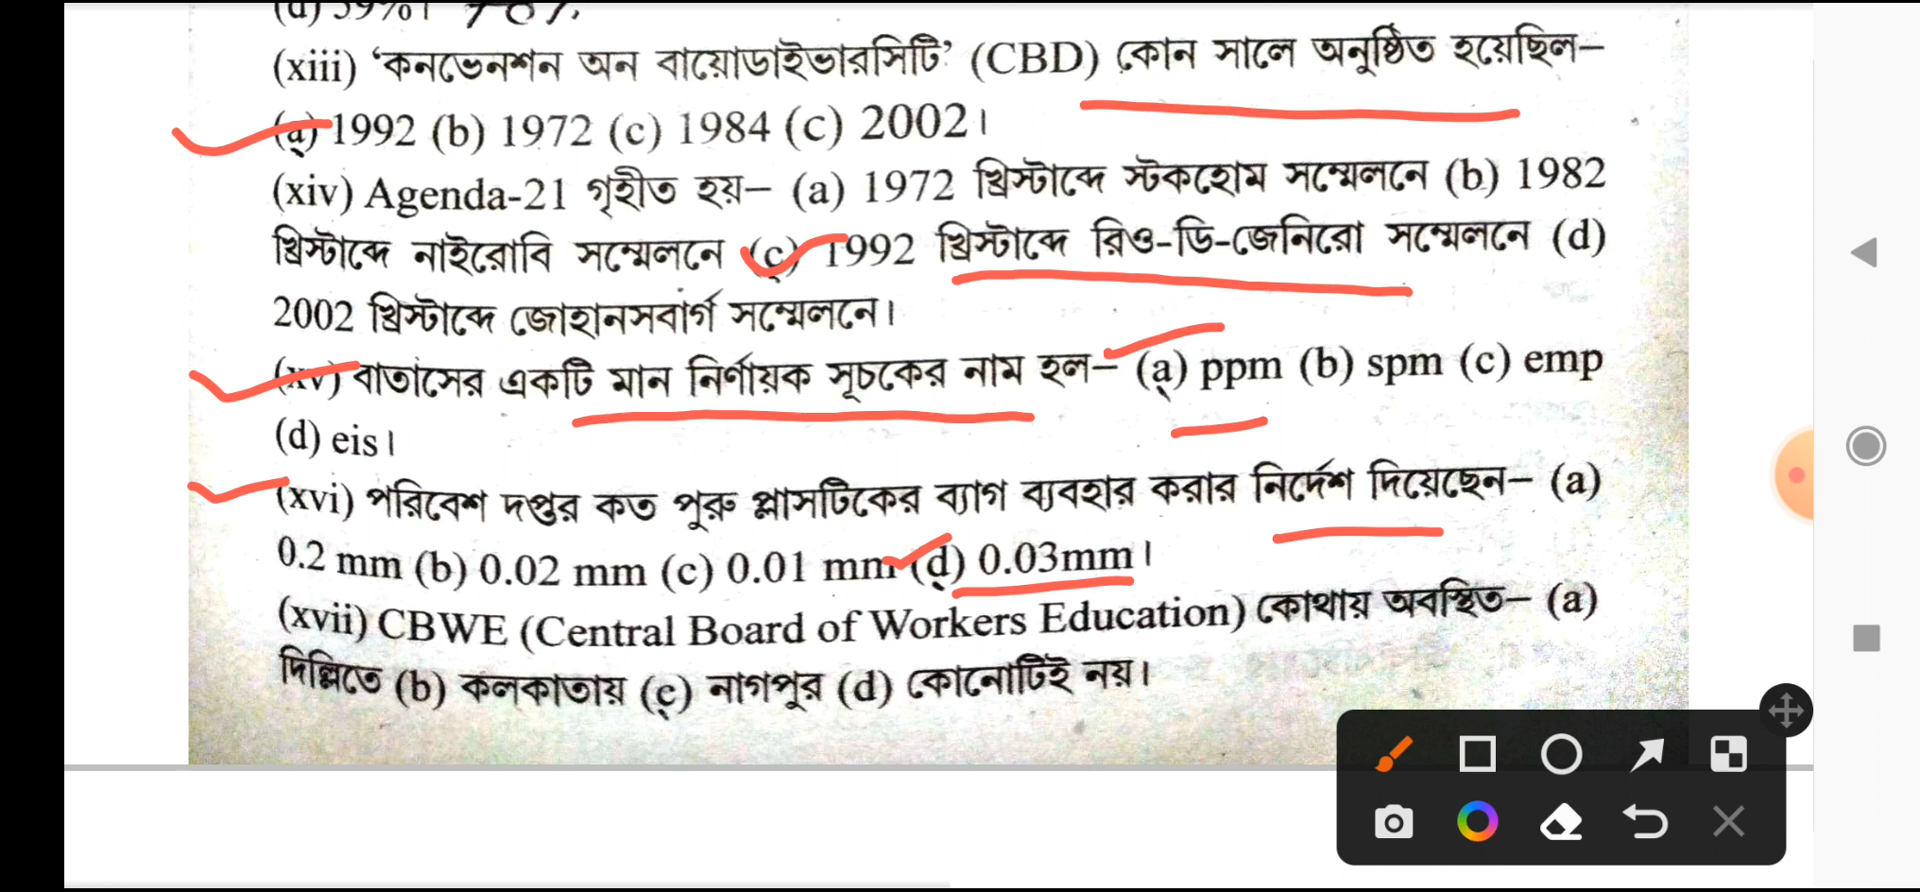 (d) 59%। 70%
(xiii) ‘কনভেনশন অন বায়োডাইভারসিটি’ (CBD) কোন সালে অনুষ্ঠিত হয়েছিল–
(a) 1992 (b) 1972 (c) 1984 (c) 2002।
(xiv) Agenda-21 গৃহীত হয়– (a) 1972 খ্রিস্টাব্দে স্টকহোম সম্মেলনে (b) 1982
খ্রিস্টাব্দে নাইরোবি সম্মেলনে (c) 1992 খ্রিস্টাব্দে রিও-ডি-জেনিরো সম্মেলনে (d)
2002 খ্রিস্টাব্দে জোহানসবার্গ সম্মেলনে।
(xv) বাতাসের একটি মান নির্ণায়ক সূচকের নাম হল– (a) ppm (b) spm (c) emp
(d) eis।
(xvi) পরিবেশ দপ্তর কত পুরু প্লাসটিকের ব্যাগ ব্যবহার করার নির্দেশ দিয়েছেন– (a)
0.2 mm (b) 0.02 mm (c) 0.01 mm (d) 0.03mm।
(xvii) CBWE (Central Board of Workers Education) কোথায় অবস্থিত– (a)
দিল্লিতে (b) কলকাতায় (c) নাগপুর (d) কোনোটিই নয়।